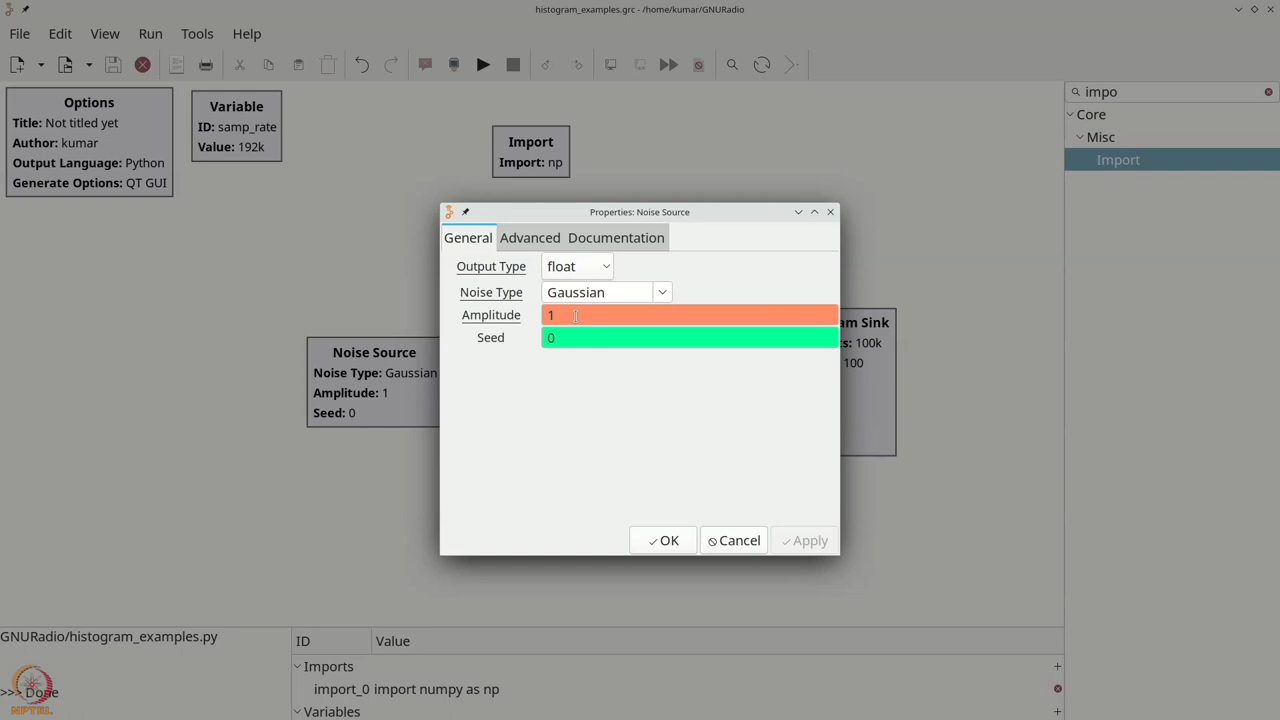 histogram_examples.grc - /home/kumar/GNURadio
File Edit View Run Tools Help
Options
Title: Not titled yet
Author: kumar
Output Language: Python
Generate Options: QT GUI
Variable
ID: samp_rate
Value: 192k
Import
Import: np
impo
Core
Misc
Import
Properties: Noise Source
General Advanced Documentation
Output Type float
Noise Type Gaussian
Amplitude 1
Seed 0
OK Cancel Apply
Noise Source
Noise Type: Gaussian
Amplitude: 1
Seed: 0
am Sink
ts: 100k
100
GNURadio/histogram_examples.py
>>> Done
NPTEL
ID Value
Imports
import_0 import numpy as np
Variables